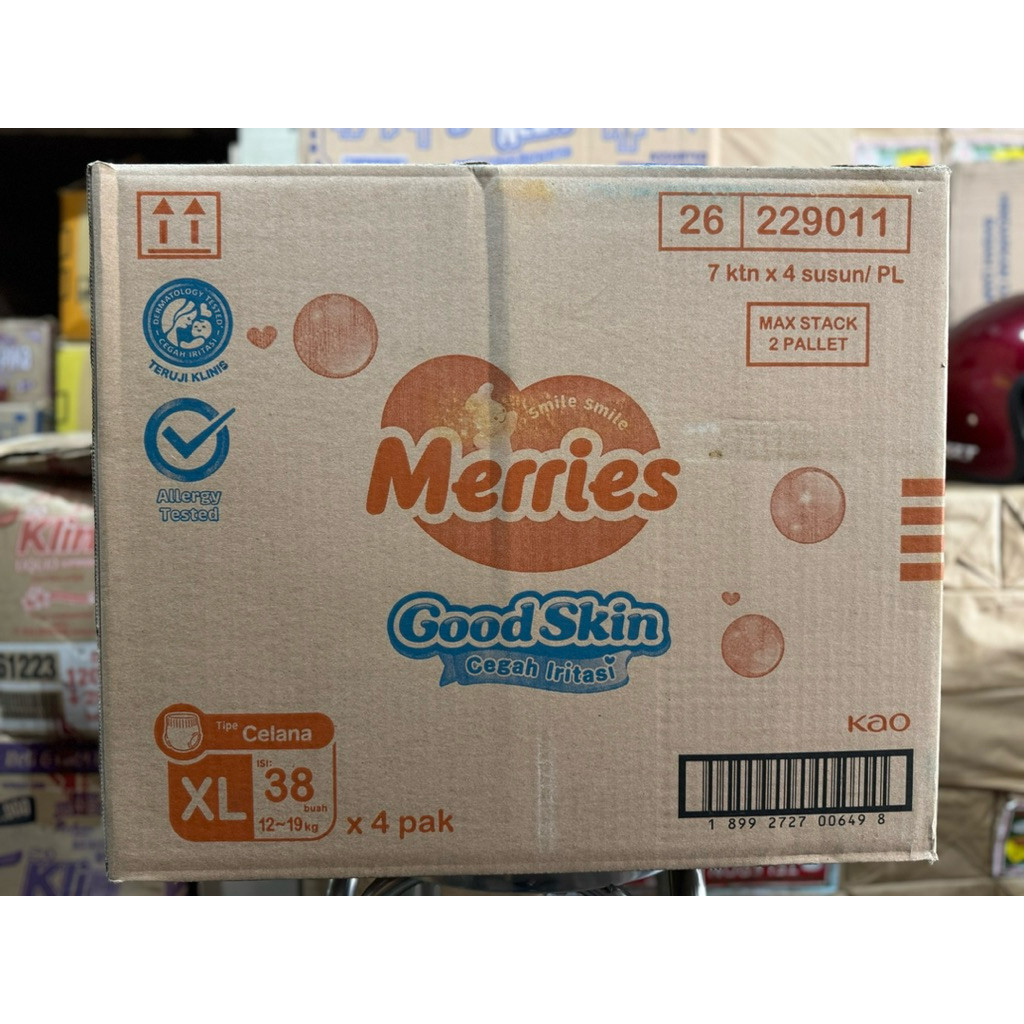 26 229011
7 ktn x 4 susun/ PL
MAX STACK
2 PALLET
DERMATOLOGY TESTED
CEGAH IRITASI
TERUJI KLINIS
Allergy
Tested
smile smile
Merries
Good Skin
Cegah Iritasi
Kao
Tipe Celana
XL
ISI:
38
buah
12~19kg
x 4 pak
1 899 2727 00649 8
61223
Klin